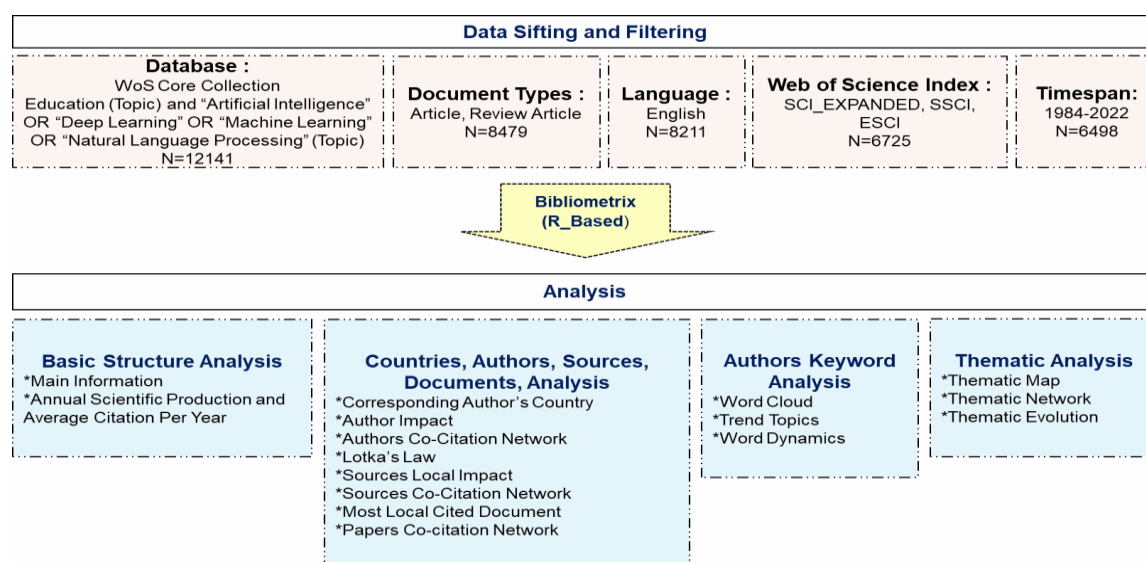 Data Sifting and Filtering
Database :
WoS Core Collection
Education (Topic) and “Artificial Intelligence”
OR “Deep Learning” OR “Machine Learning”
OR “Natural Language Processing” (Topic)
N=12141
Document Types :
Article, Review Article
N=8479
Language :
English
N=8211
Web of Science Index :
SCI_EXPANDED, SSCI,
ESCI
N=6725
Timespan:
1984-2022
N=6498
Bibliometrix
(R_Based)
Analysis
Basic Structure Analysis
*Main Information
*Annual Scientific Production and
Average Citation Per Year
Countries, Authors, Sources,
Documents, Analysis
*Corresponding Author’s Country
*Author Impact
*Authors Co-Citation Network
*Lotka’s Law
*Sources Local Impact
*Sources Co-Citation Network
*Most Local Cited Document
*Papers Co-citation Network
Authors Keyword
Analysis
*Word Cloud
*Trend Topics
*Word Dynamics
Thematic Analysis
*Thematic Map
*Thematic Network
*Thematic Evolution